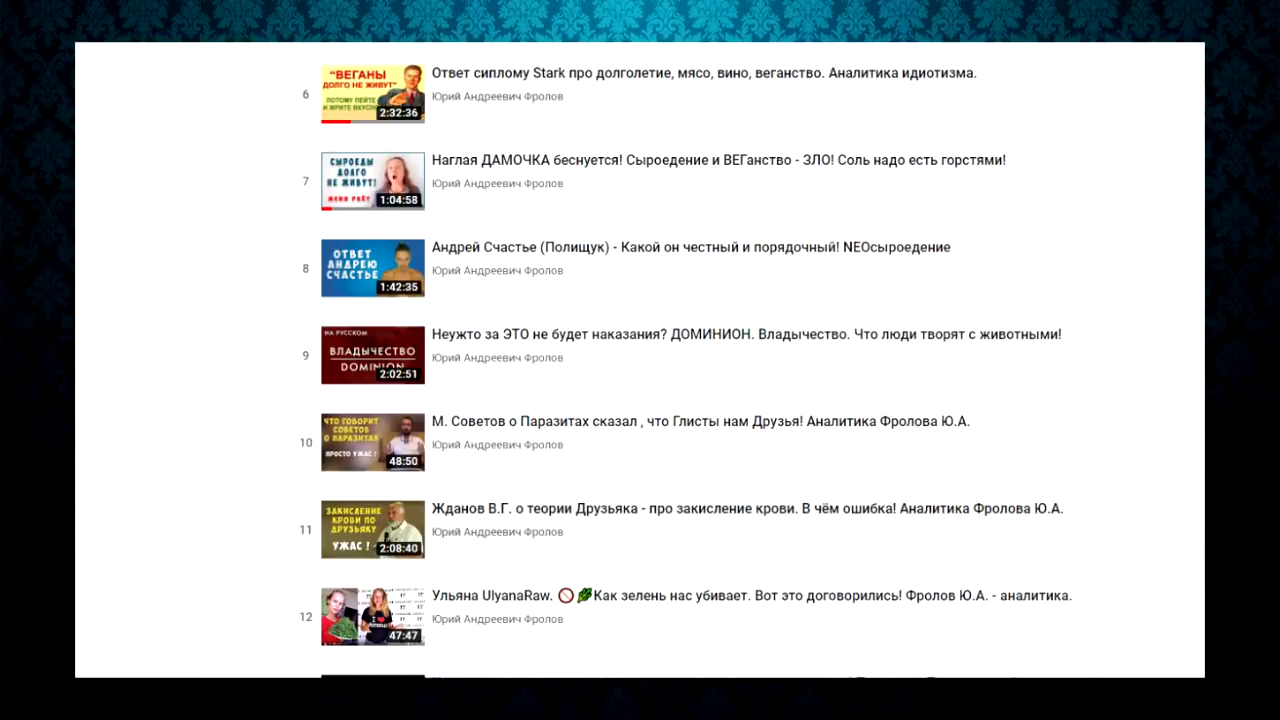 6
"ВЕГАНЫ
ДОЛГО НЕ ЖИВУТ"
ПОТОМУ ПЕЙТЕ
И ЖРИТЕ
2:32:36
Ответ сиплому Stark про долголетие, мясо, вино, веганство. Аналитика идиотизма.
Юрий Андреевич Фролов
7
СЫРОЕДЫ
ДОЛГО
НЕ ЖИВУТ!
МЕНЯ РВЁТ
1:04:58
Наглая ДАМОЧКА беснуется! Сыроедение и ВЕГанство - ЗЛО! Соль надо есть горстями!
Юрий Андреевич Фролов
8
ОТВЕТ
АНДРЕЮ
СЧАСТЬЕ
1:42:35
Андрей Счастье (Полищук) - Какой он честный и порядочный! NEOсыроедение
Юрий Андреевич Фролов
9
НА РУССКОМ
ВЛАДЫЧЕСТВО
DOMINION
2:02:51
Неужто за ЭТО не будет наказания? ДОМИНИОН. Владычество. Что люди творят с животными!
Юрий Андреевич Фролов
10
ЧТО ГОВОРИТ
СОВЕТОВ
О ПАРАЗИТАХ
ПРОСТО УЖАС !
48:50
М. Советов о Паразитах сказал , что Глисты нам Друзья! Аналитика Фролова Ю.А.
Юрий Андреевич Фролов
11
ЗАКИСЛЕНИЕ
КРОВИ ПО
ДРУЗЬЯКУ
УЖАС !
2:08:40
Жданов В.Г. о теории Друзьяка - про закисление крови. В чём ошибка! Аналитика Фролова Ю.А.
Юрий Андреевич Фролов
12
47:47
Ульяна UlyanaRaw. 🚫🥬Как зелень нас убивает. Вот это договорились! Фролов Ю.А. - аналитика.
Юрий Андреевич Фролов